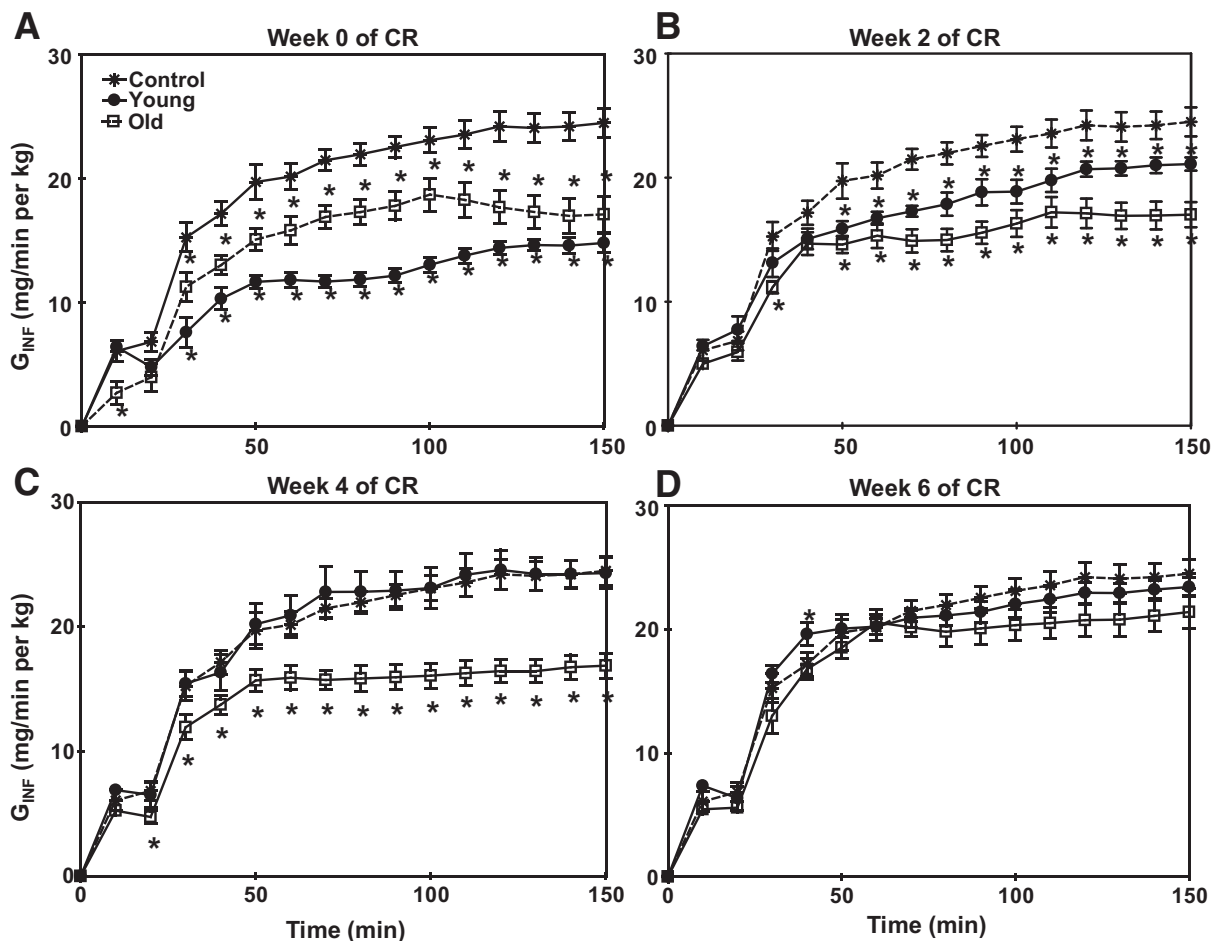 A
Week 0 of CR
30
20
10
0
50
100
150
G_INF (mg/min per kg)
Control
Young
Old
* * * * * * * * * * * * *
* * * * * * * * * * * * *
*
B
Week 2 of CR
30
20
10
0
50
100
150
* * * * * * * * * * *
* * * * * * * * * * * *
C
Week 4 of CR
30
20
10
0
0
50
100
150
G_INF (mg/min per kg)
Time (min)
* * * * * * * * * * * * * *
D
Week 6 of CR
30
20
10
0
0
50
100
150
Time (min)
*